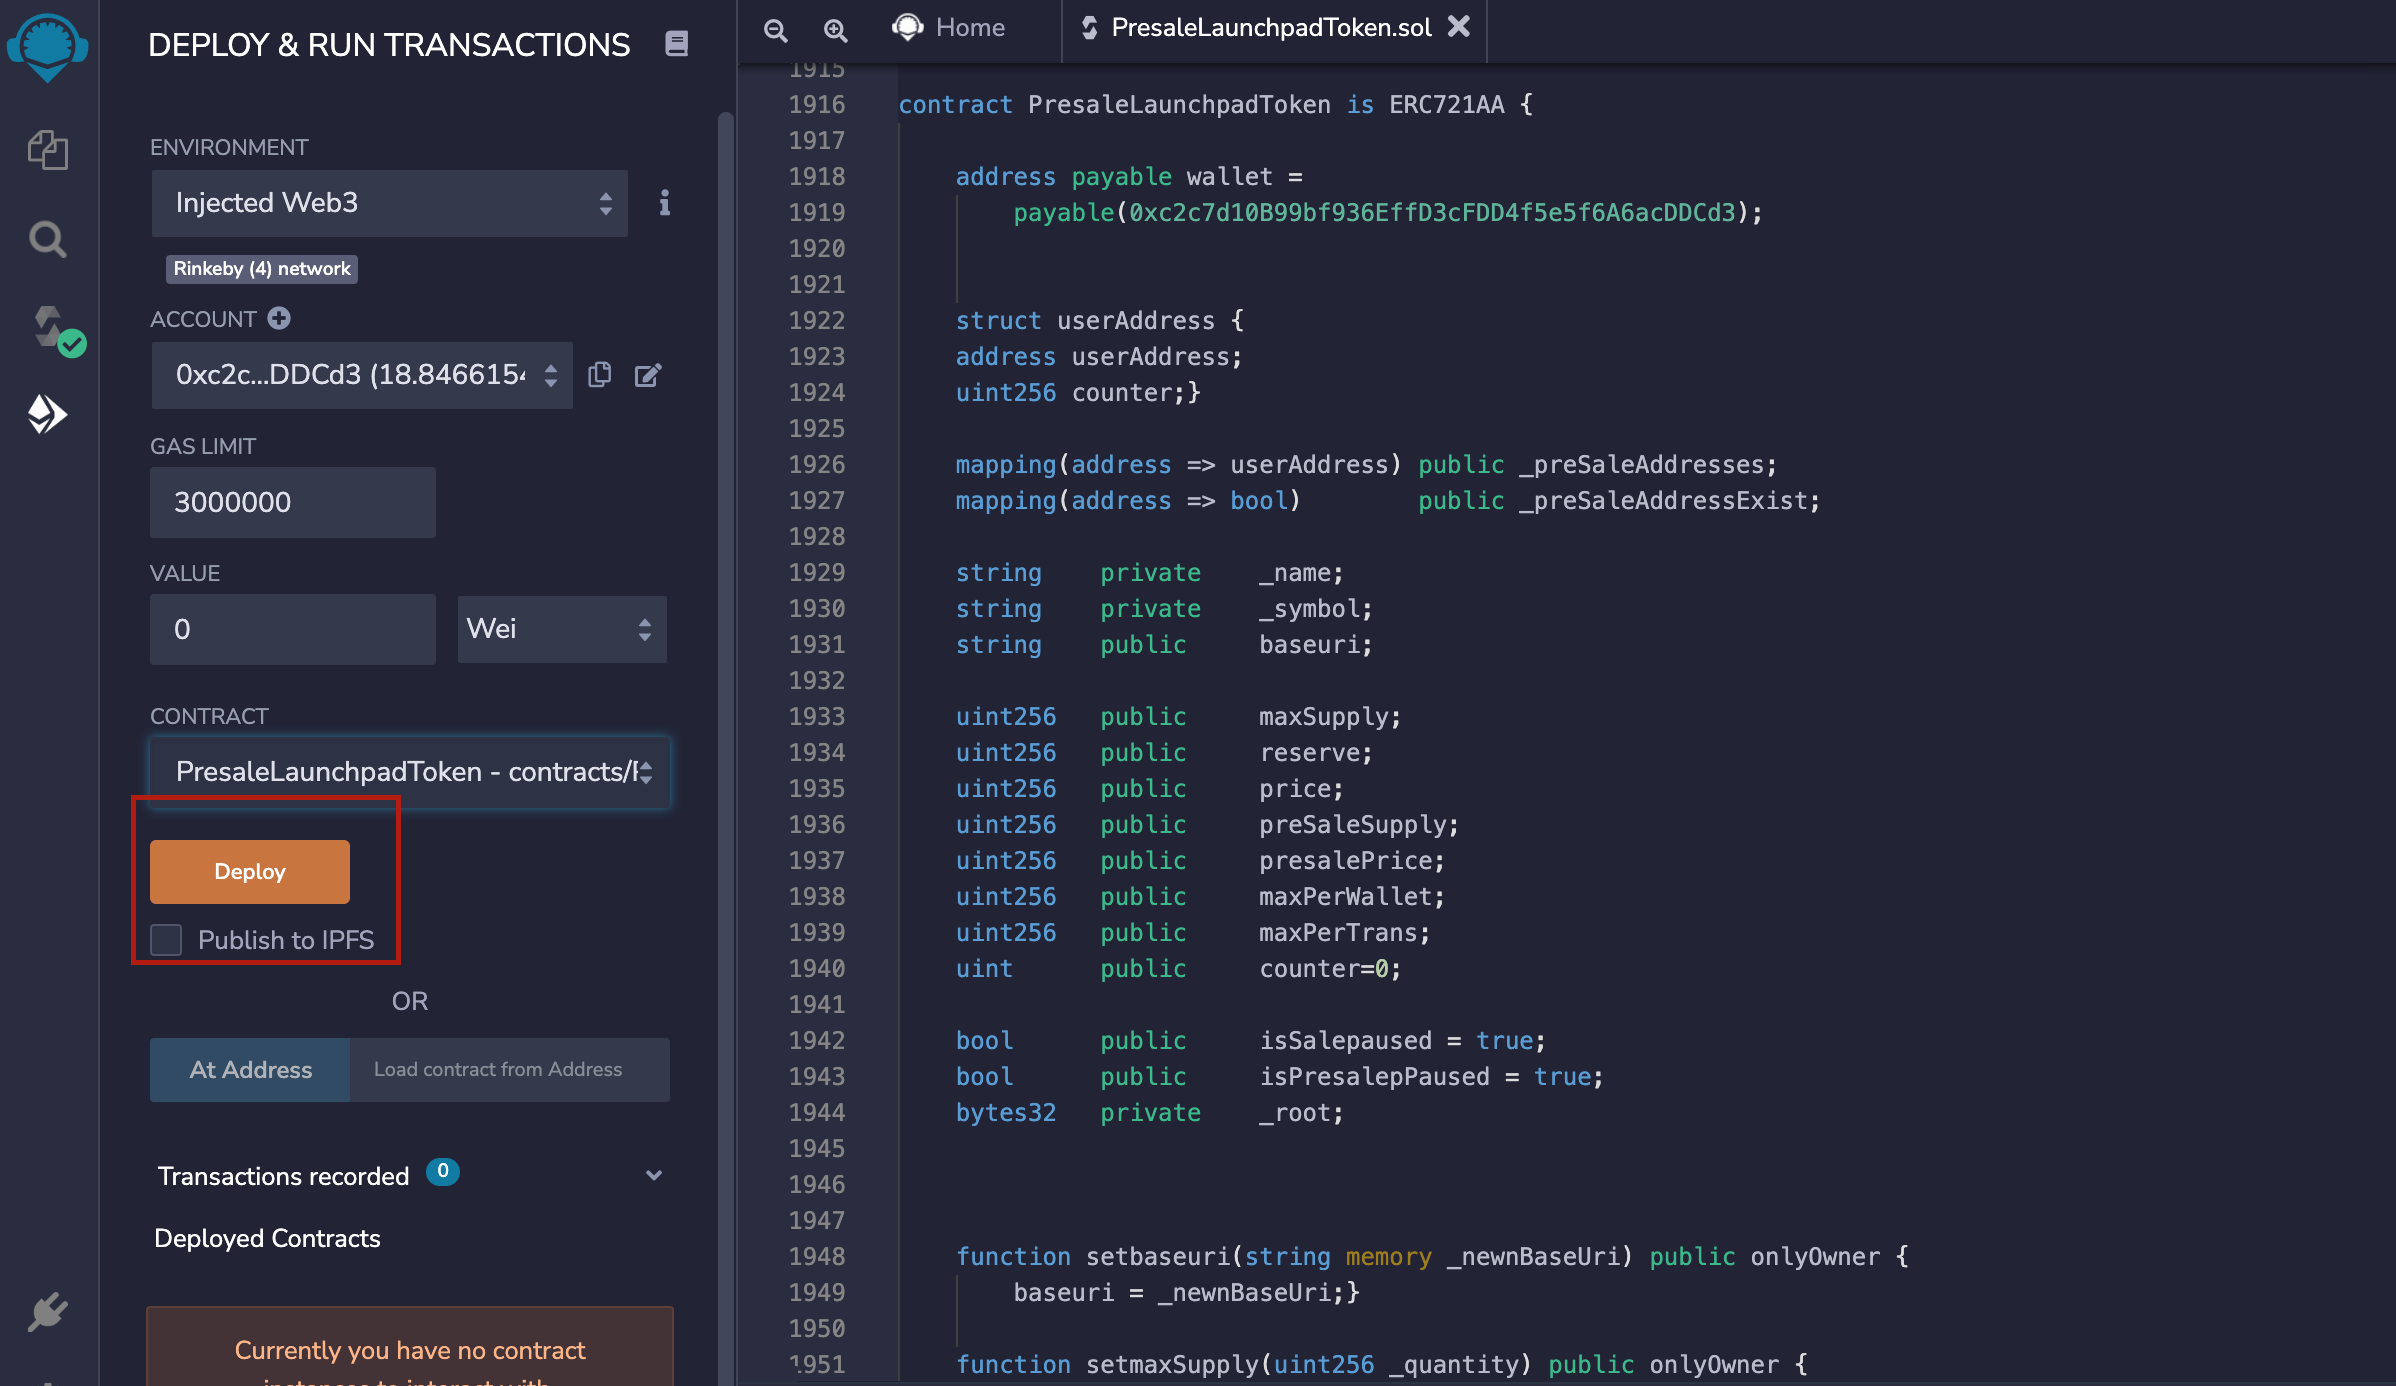 DEPLOY & RUN TRANSACTIONS
ENVIRONMENT
Injected Web3
Rinkeby (4) network
ACCOUNT
0xc2c...DDCd3 (18.8466154
GAS LIMIT
3000000
VALUE
0
Wei
CONTRACT
PresaleLaunchpadToken - contracts/
Deploy
Publish to IPFS
OR
At Address
Load contract from Address
Transactions recorded 0
Deployed Contracts
Currently you have no contract
instances to interact with
Home
PresaleLaunchpadToken.sol
1915
1916 contract PresaleLaunchpadToken is ERC721AA {
1917
1918 address payable wallet =
1919 payable(0xc2c7d10B99bf936EffD3cFDD4f5e5f6A6acDDCd3);
1920
1921
1922 struct userAddress {
1923 address userAddress;
1924 uint256 counter;}
1925
1926 mapping(address => userAddress) public _preSaleAddresses;
1927 mapping(address => bool) public _preSaleAddressExist;
1928
1929 string private _name;
1930 string private _symbol;
1931 string public baseuri;
1932
1933 uint256 public maxSupply;
1934 uint256 public reserve;
1935 uint256 public price;
1936 uint256 public preSaleSupply;
1937 uint256 public presalePrice;
1938 uint256 public maxPerWallet;
1939 uint256 public maxPerTrans;
1940 uint public counter=0;
1941
1942 bool public isSalepaused = true;
1943 bool public isPresalepPaused = true;
1944 bytes32 private _root;
1945
1946
1947
1948 function setbaseuri(string memory _newnBaseUri) public onlyOwner {
1949 baseuri = _newnBaseUri;}
1950
1951 function setmaxSupply(uint256 _quantity) public onlyOwner {